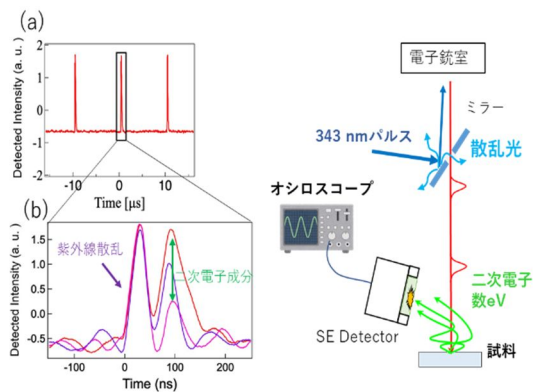 (a)
Detected Intensity (a. u.)
2
1
0
-1
-2
-10
0
10
Time [μs]
(b)
Detected Intensity (a. u.)
1.5
1.0
0.5
0.0
-0.5
紫外線散乱
二次電子成分
-100
0
100
200
Time (ns)
電子銃室
ミラー
343 nmパルス
散乱光
オシロスコープ
二次電子
数eV
SE Detector
試料